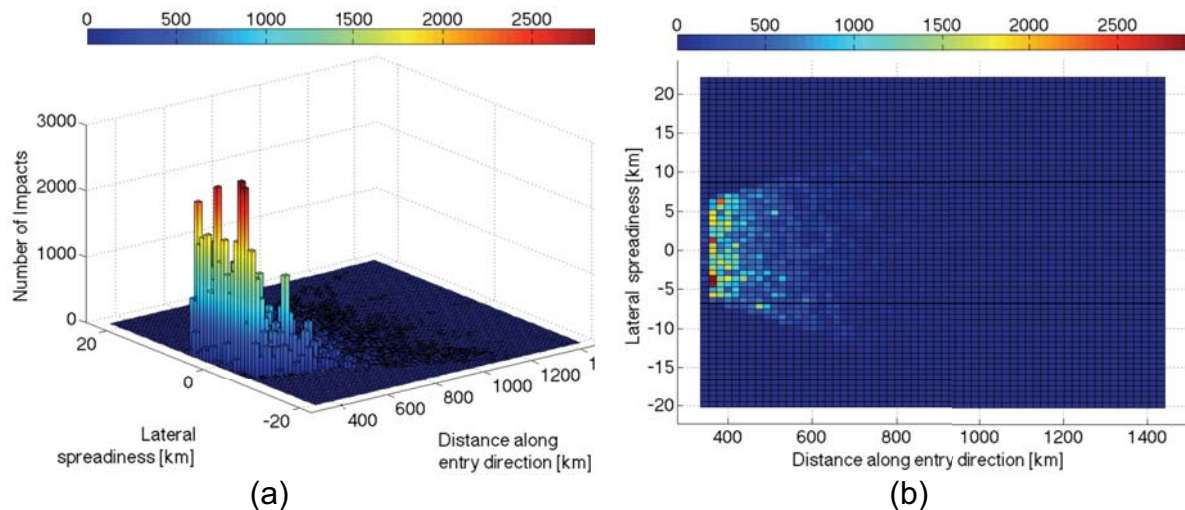 0 500 1000 1500 2000 2500
3000
2000
1000
0
Number of Impacts
20
0
-20
400 600 800 1000 1200 1
Lateral
spreadiness [km]
Distance along
entry direction [km]
(a)
0 500 1000 1500 2000 2500
20
15
10
5
0
-5
-10
-15
-20
Lateral spreadiness [km]
400 600 800 1000 1200 1400
Distance along entry direction [km]
(b)